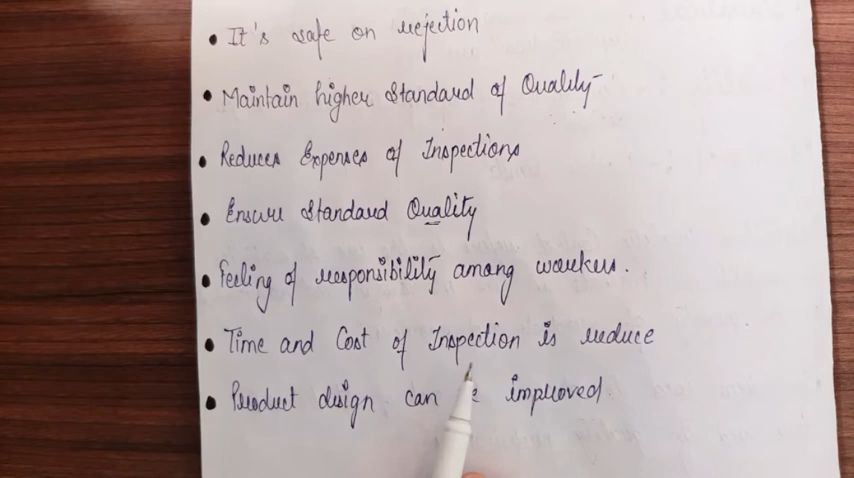 • It's safe on rejection
• Maintain higher Standard of Quality
• Reduces Expenses of Inspections
• Ensure Standard Quality
• Feeling of responsibility among workers.
• Time and Cost of Inspection is reduce
• Product design can improved